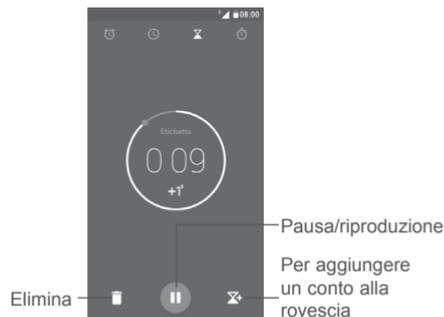 08:00
Etichetta
0 09
+1'
Pausa/riproduzione
Per aggiungere
un conto alla
rovescia
Elimina